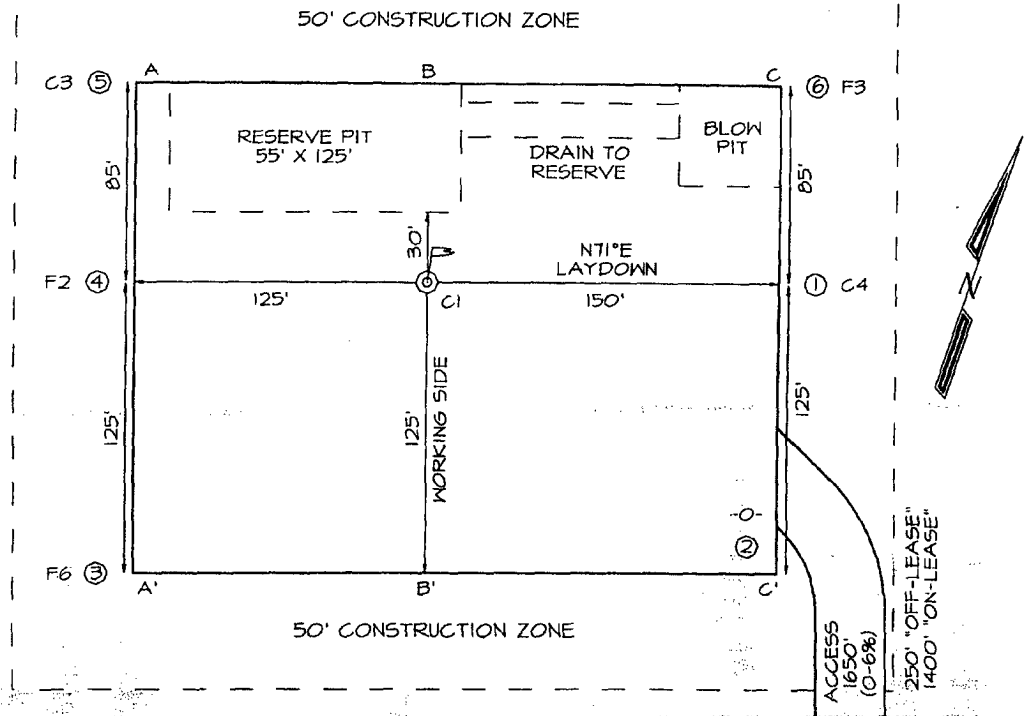 50' CONSTRUCTION ZONE
A
B
C
C3 5
6 F3
RESERVE PIT
55' X 125'
BLOW
PIT
DRAIN TO
RESERVE
85'
85'
30'
N71°E
LAYDOWN
F2 4
125'
C1
150'
1 C4
N
125'
125'
WORKING SIDE
125'
-0-
2
F6 3
A'
B'
C'
50' CONSTRUCTION ZONE
ACCESS
1650'
(0-6%)
250' "OFF-LEASE"
1400' "ON-LEASE"